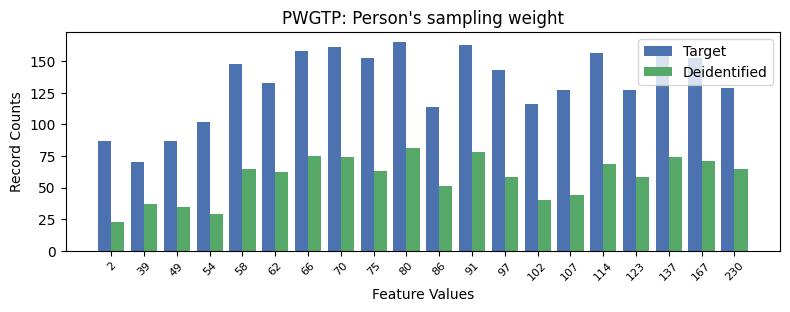 PWGTP: Person's sampling weight
Record Counts
150
125
100
75
50
25
0
Target
Deidentified
2 39 49 54 58 62 66 70 75 80 86 91 97 102 107 114 123 137 167 230
Feature Values